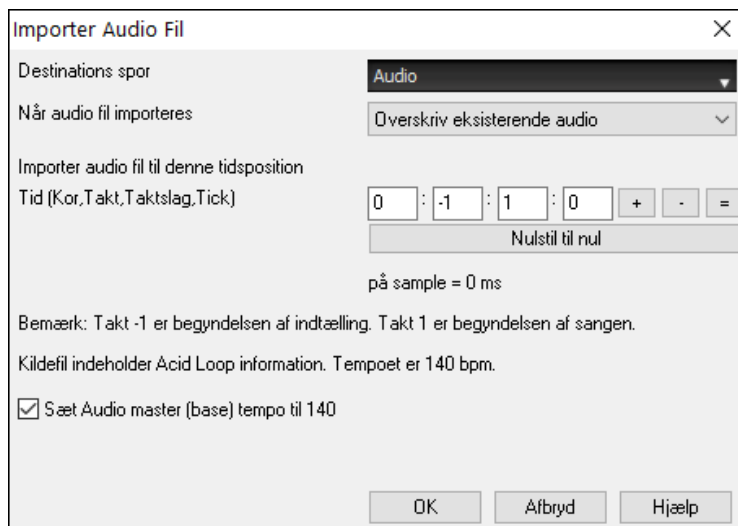 Importer Audio Fil
Destinations spor Audio
Når audio fil importeres Overskriv eksisterende audio
Importer audio fil til denne tidsposition
Tid (Kor,Takt,Taktslag,Tick) 0 : -1 : 1 : 0 + - =
Nulstil til nul
på sample = 0 ms
Bemærk: Takt -1 er begyndelsen af indtælling. Takt 1 er begyndelsen af sangen.
Kildefil indeholder Acid Loop information. Tempoet er 140 bpm.
Sæt Audio master (base) tempo til 140
OK Afbryd Hjælp